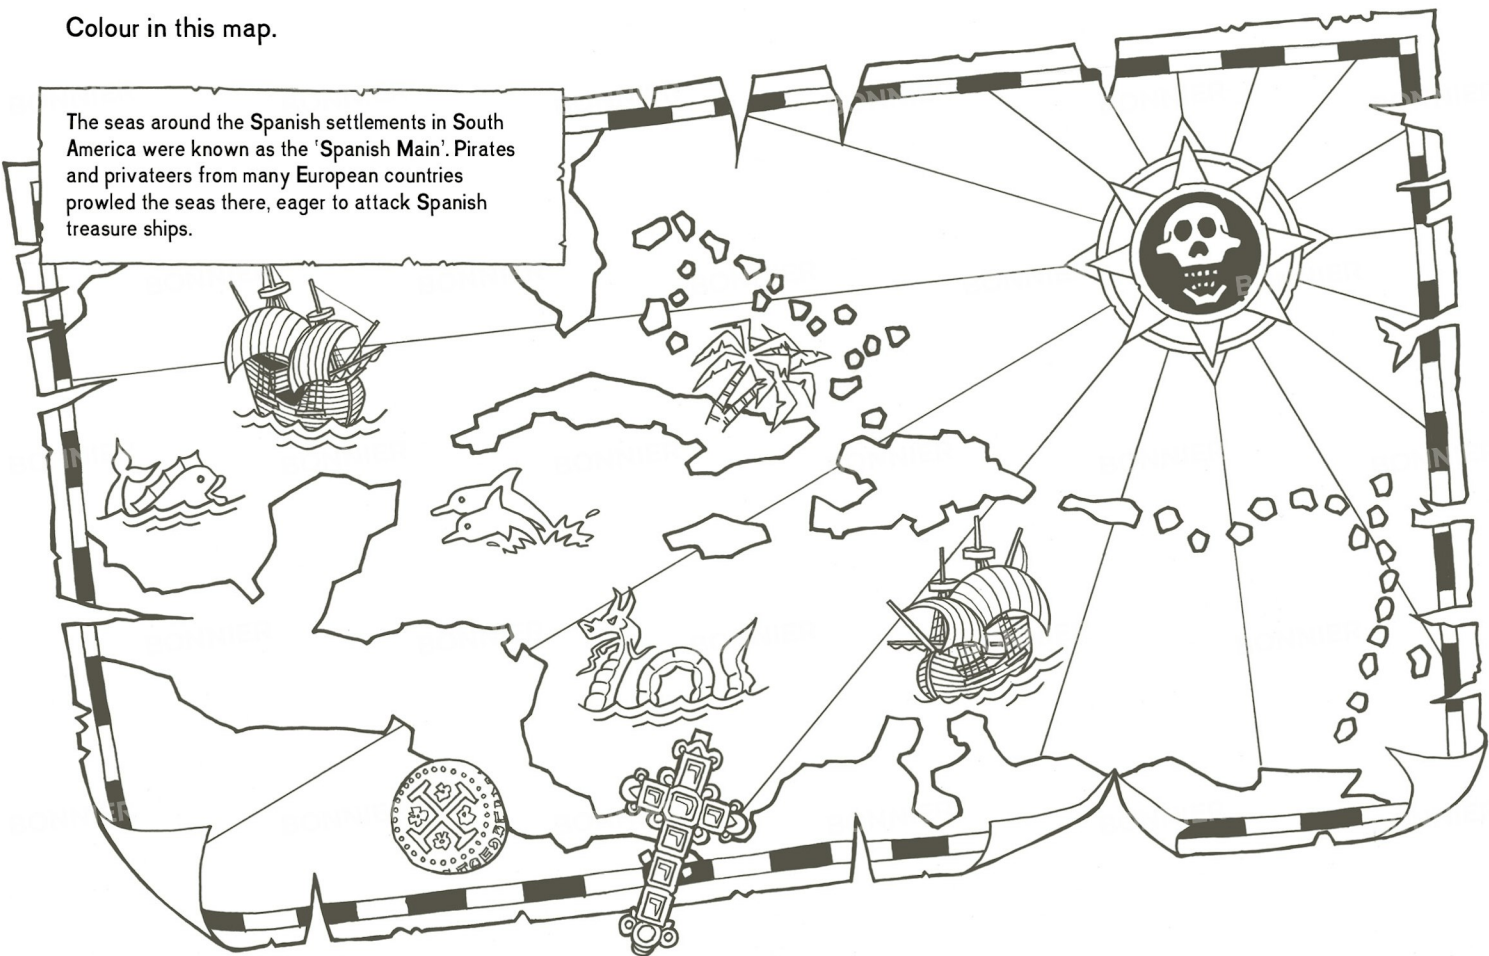 Colour in this map.
The seas around the Spanish settlements in South
America were known as the 'Spanish Main'. Pirates
and privateers from many European countries
prowled the seas there, eager to attack Spanish
treasure ships.